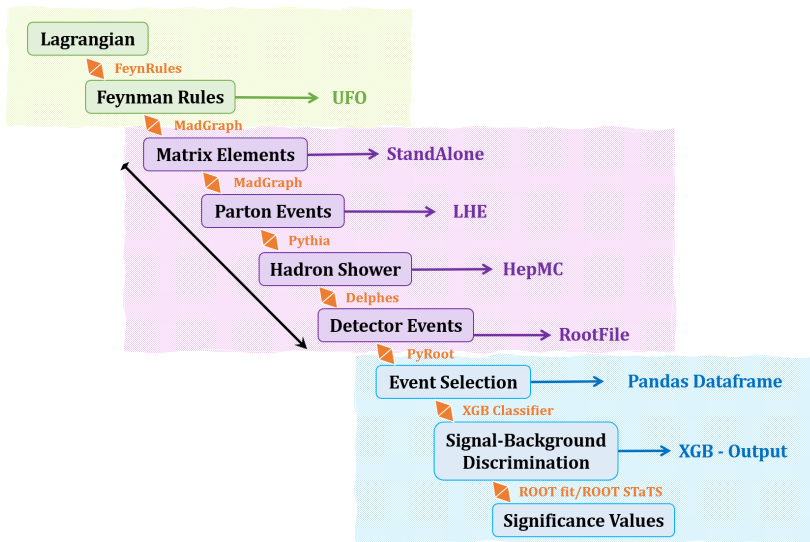 Lagrangian
FeynRules
Feynman Rules
UFO
MadGraph
Matrix Elements
StandAlone
MadGraph
Parton Events
LHE
Pythia
Hadron Shower
HepMC
Delphes
Detector Events
RootFile
PyRoot
Event Selection
Pandas Dataframe
XGB Classifier
Signal-Background
Discrimination
XGB - Output
ROOT fit/ROOT STaTS
Significance Values